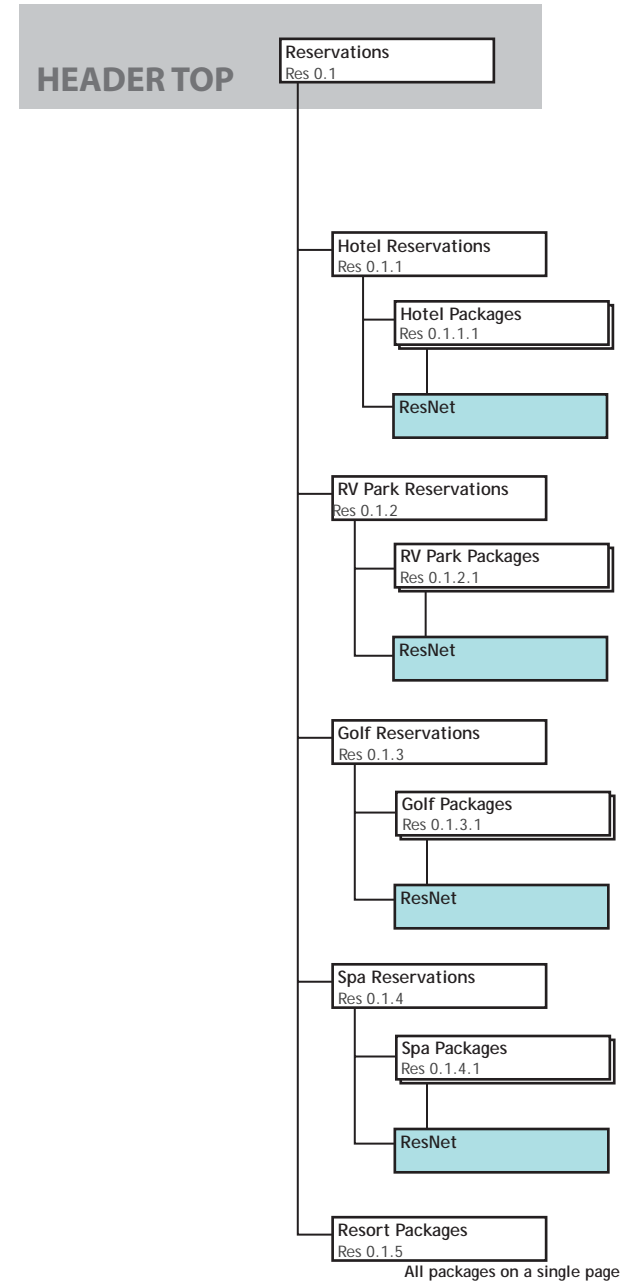 HEADER TOP
Reservations
Res 0.1
Hotel Reservations
Res 0.1.1
Hotel Packages
Res 0.1.1.1
ResNet
RV Park Reservations
Res 0.1.2
RV Park Packages
Res 0.1.2.1
ResNet
Golf Reservations
Res 0.1.3
Golf Packages
Res 0.1.3.1
ResNet
Spa Reservations
Res 0.1.4
Spa Packages
Res 0.1.4.1
ResNet
Resort Packages
Res 0.1.5
All packages on a single page